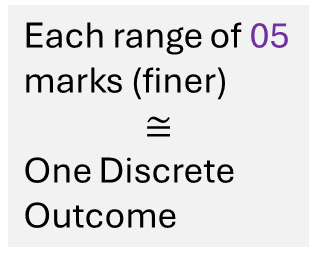 Each range of 05
marks (finer)
≅
One Discrete
Outcome